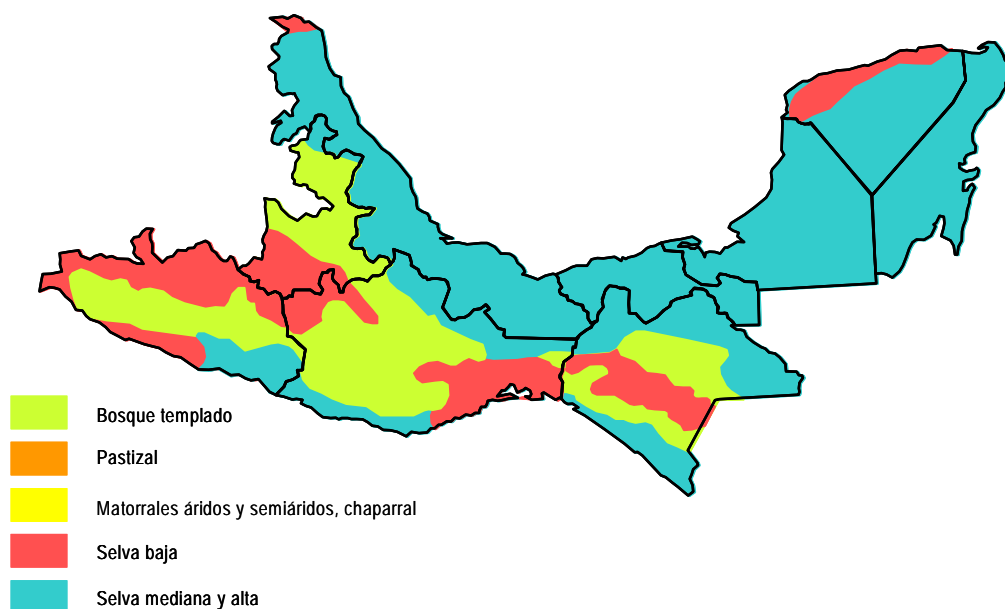 Bosque templado
Pastizal
Matorrales áridos y semiáridos, chaparral
Selva baja
Selva mediana y alta